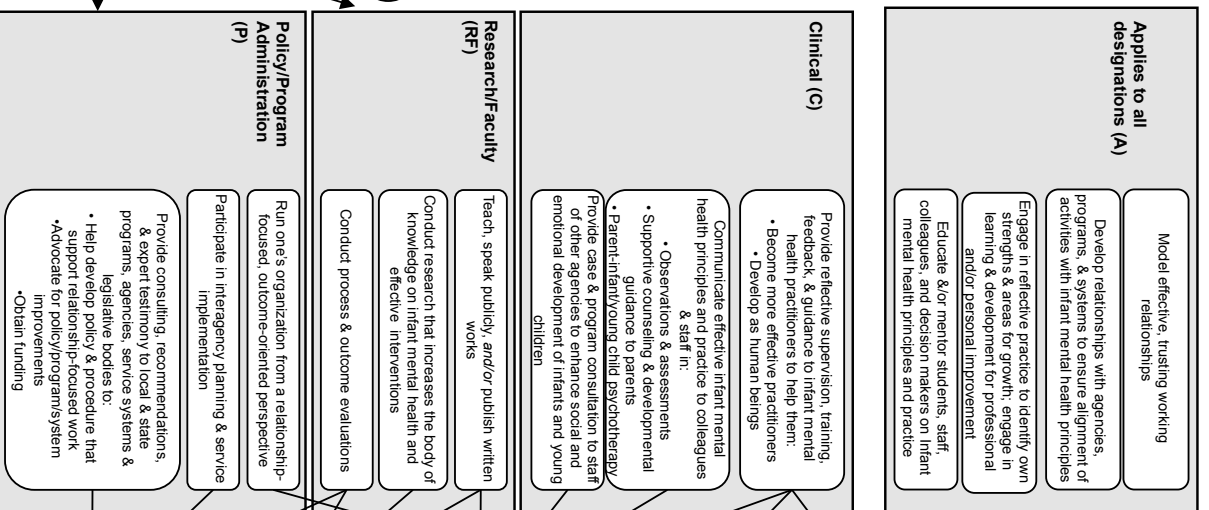 Applies to all
designations (A)
Model effective, trusting working
relationships
Develop relationships with agencies,
programs, & systems to ensure alignment of
activities with infant mental health principles
Engage in reflective practice to identify own
strengths & areas for growth; engage in
learning & development for professional
and/or personal improvement
Educate &/or mentor students, staff,
colleagues, and decision makers on Infant
mental health principles and practice
Clinical (C)
Provide reflective supervision, training,
feedback, & guidance to infant mental
health practitioners to help them:
• Become more effective practitioners
• Develop as human beings
Communicate effective infant mental
health principles and practice to colleagues
& staff in:
• Observations & assessments
• Supportive counseling & developmental
guidance to parents
• Parent-infant/young child psychotherapy
Provide case & program consultation to staff
of other agencies to enhance social and
emotional development of infants and young
children
Research/Faculty
(RF)
Teach, speak publicly, and/or publish written
works
Conduct research that increases the body of
knowledge on infant mental health and
effective interventions
Conduct process & outcome evaluations
Policy/Program
Administration
(P)
Run one's organization from a relationship-
focused, outcome-oriented perspective
Participate in interagency planning & service
implementation
Provide consulting, recommendations,
& expert testimony to local & state
programs, agencies, service systems &
legislative bodies to:
• Help develop policy & procedure that
support relationship-focused work
•Advocate for policy/program/system
improvements
•Obtain funding